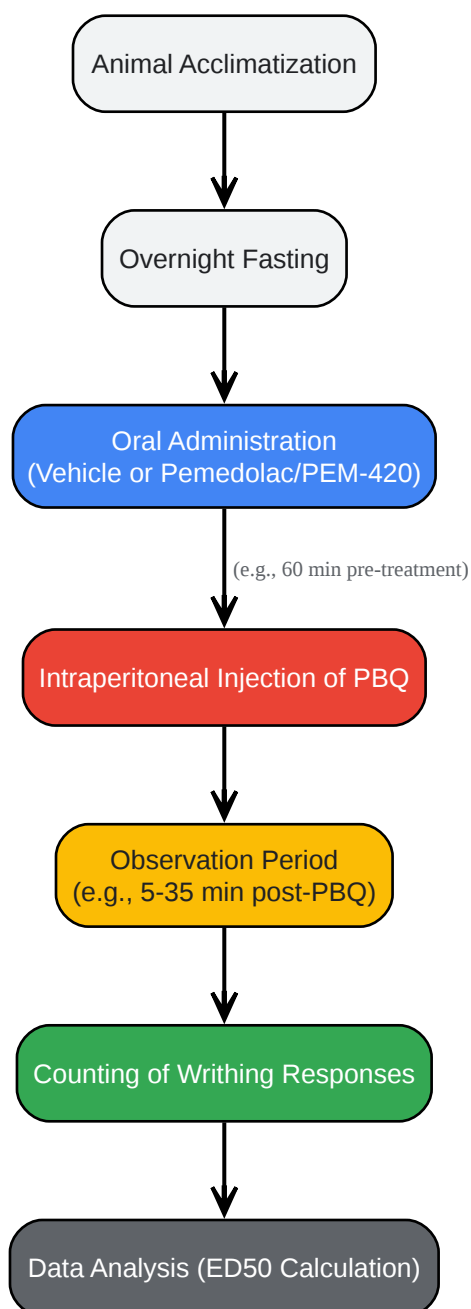 Animal Acclimatization
Overnight Fasting
Oral Administration
(Vehicle or Pemedolac/PEM-420)
(e.g., 60 min pre-treatment)
Intraperitoneal Injection of PBQ
Observation Period
(e.g., 5-35 min post-PBQ)
Counting of Writhing Responses
Data Analysis (ED50 Calculation)